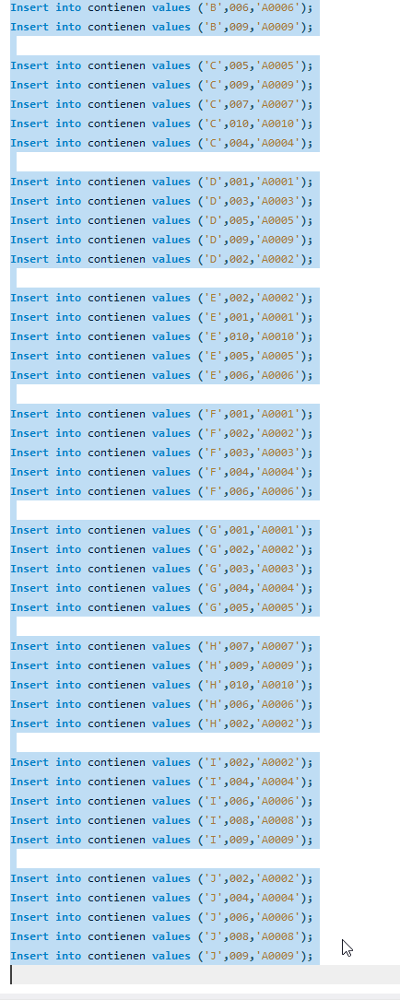 Insert into contienen values ('B',006,'A0006');
Insert into contienen values ('B',009,'A0009');
Insert into contienen values ('C',005,'A0005');
Insert into contienen values ('C',009,'A0009');
Insert into contienen values ('C',007,'A0007');
Insert into contienen values ('C',010,'A0010');
Insert into contienen values ('C',004,'A0004');
Insert into contienen values ('D',001,'A0001');
Insert into contienen values ('D',003,'A0003');
Insert into contienen values ('D',005,'A0005');
Insert into contienen values ('D',009,'A0009');
Insert into contienen values ('D',002,'A0002');
Insert into contienen values ('E',002,'A0002');
Insert into contienen values ('E',001,'A0001');
Insert into contienen values ('E',010,'A0010');
Insert into contienen values ('E',005,'A0005');
Insert into contienen values ('E',006,'A0006');
Insert into contienen values ('F',001,'A0001');
Insert into contienen values ('F',002,'A0002');
Insert into contienen values ('F',003,'A0003');
Insert into contienen values ('F',004,'A0004');
Insert into contienen values ('F',006,'A0006');
Insert into contienen values ('G',001,'A0001');
Insert into contienen values ('G',002,'A0002');
Insert into contienen values ('G',003,'A0003');
Insert into contienen values ('G',004,'A0004');
Insert into contienen values ('G',005,'A0005');
Insert into contienen values ('H',007,'A0007');
Insert into contienen values ('H',009,'A0009');
Insert into contienen values ('H',010,'A0010');
Insert into contienen values ('H',006,'A0006');
Insert into contienen values ('H',002,'A0002');
Insert into contienen values ('I',002,'A0002');
Insert into contienen values ('I',004,'A0004');
Insert into contienen values ('I',006,'A0006');
Insert into contienen values ('I',008,'A0008');
Insert into contienen values ('I',009,'A0009');
Insert into contienen values ('J',002,'A0002');
Insert into contienen values ('J',004,'A0004');
Insert into contienen values ('J',006,'A0006');
Insert into contienen values ('J',008,'A0008');
Insert into contienen values ('J',009,'A0009');